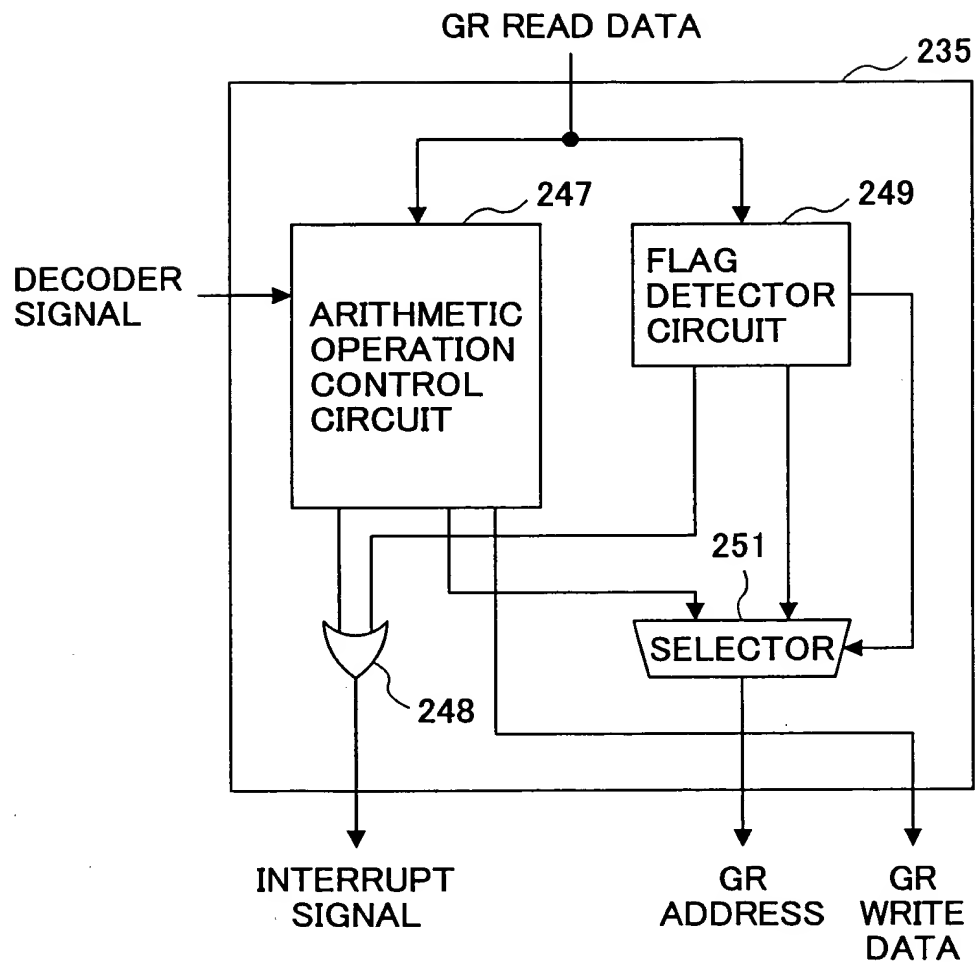 GR READ DATA
235
247
249
DECODER
SIGNAL
ARITHMETIC
OPERATION
CONTROL
CIRCUIT
FLAG
DETECTOR
CIRCUIT
251
SELECTOR
248
INTERRUPT
SIGNAL
GR
ADDRESS
GR
WRITE
DATA